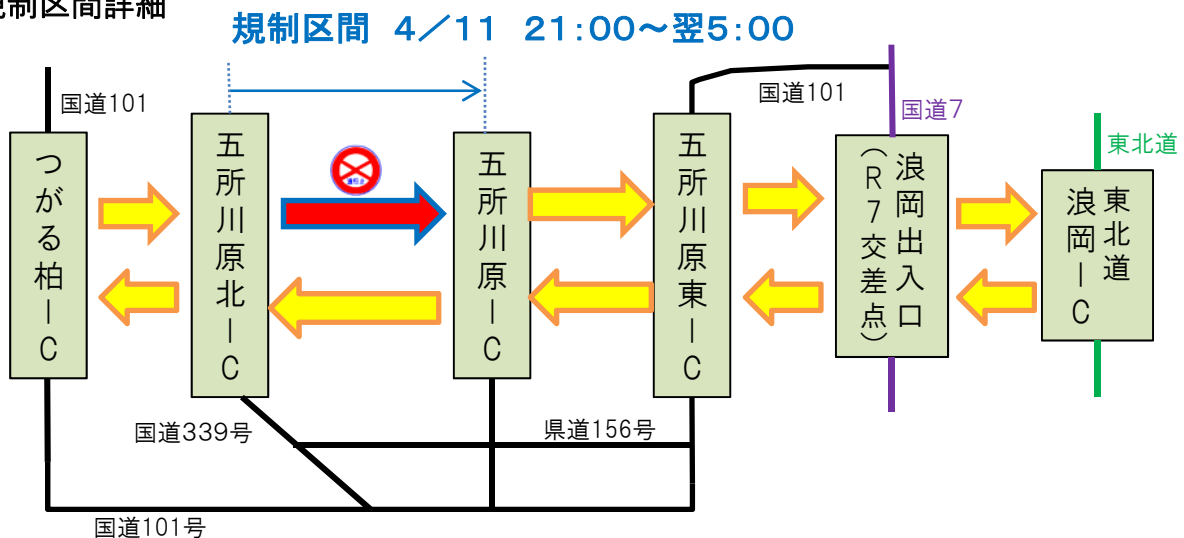 規制区間詳細
規制区間 4/11 21:00～翌5:00
国道101
国道101
国道7
東北道
つがる柏IC
五所川原北IC
五所川原IC
五所川原東IC
浪岡出入口
(R7交差点)
東北道
浪岡IC
国道339号
県道156号
国道101号